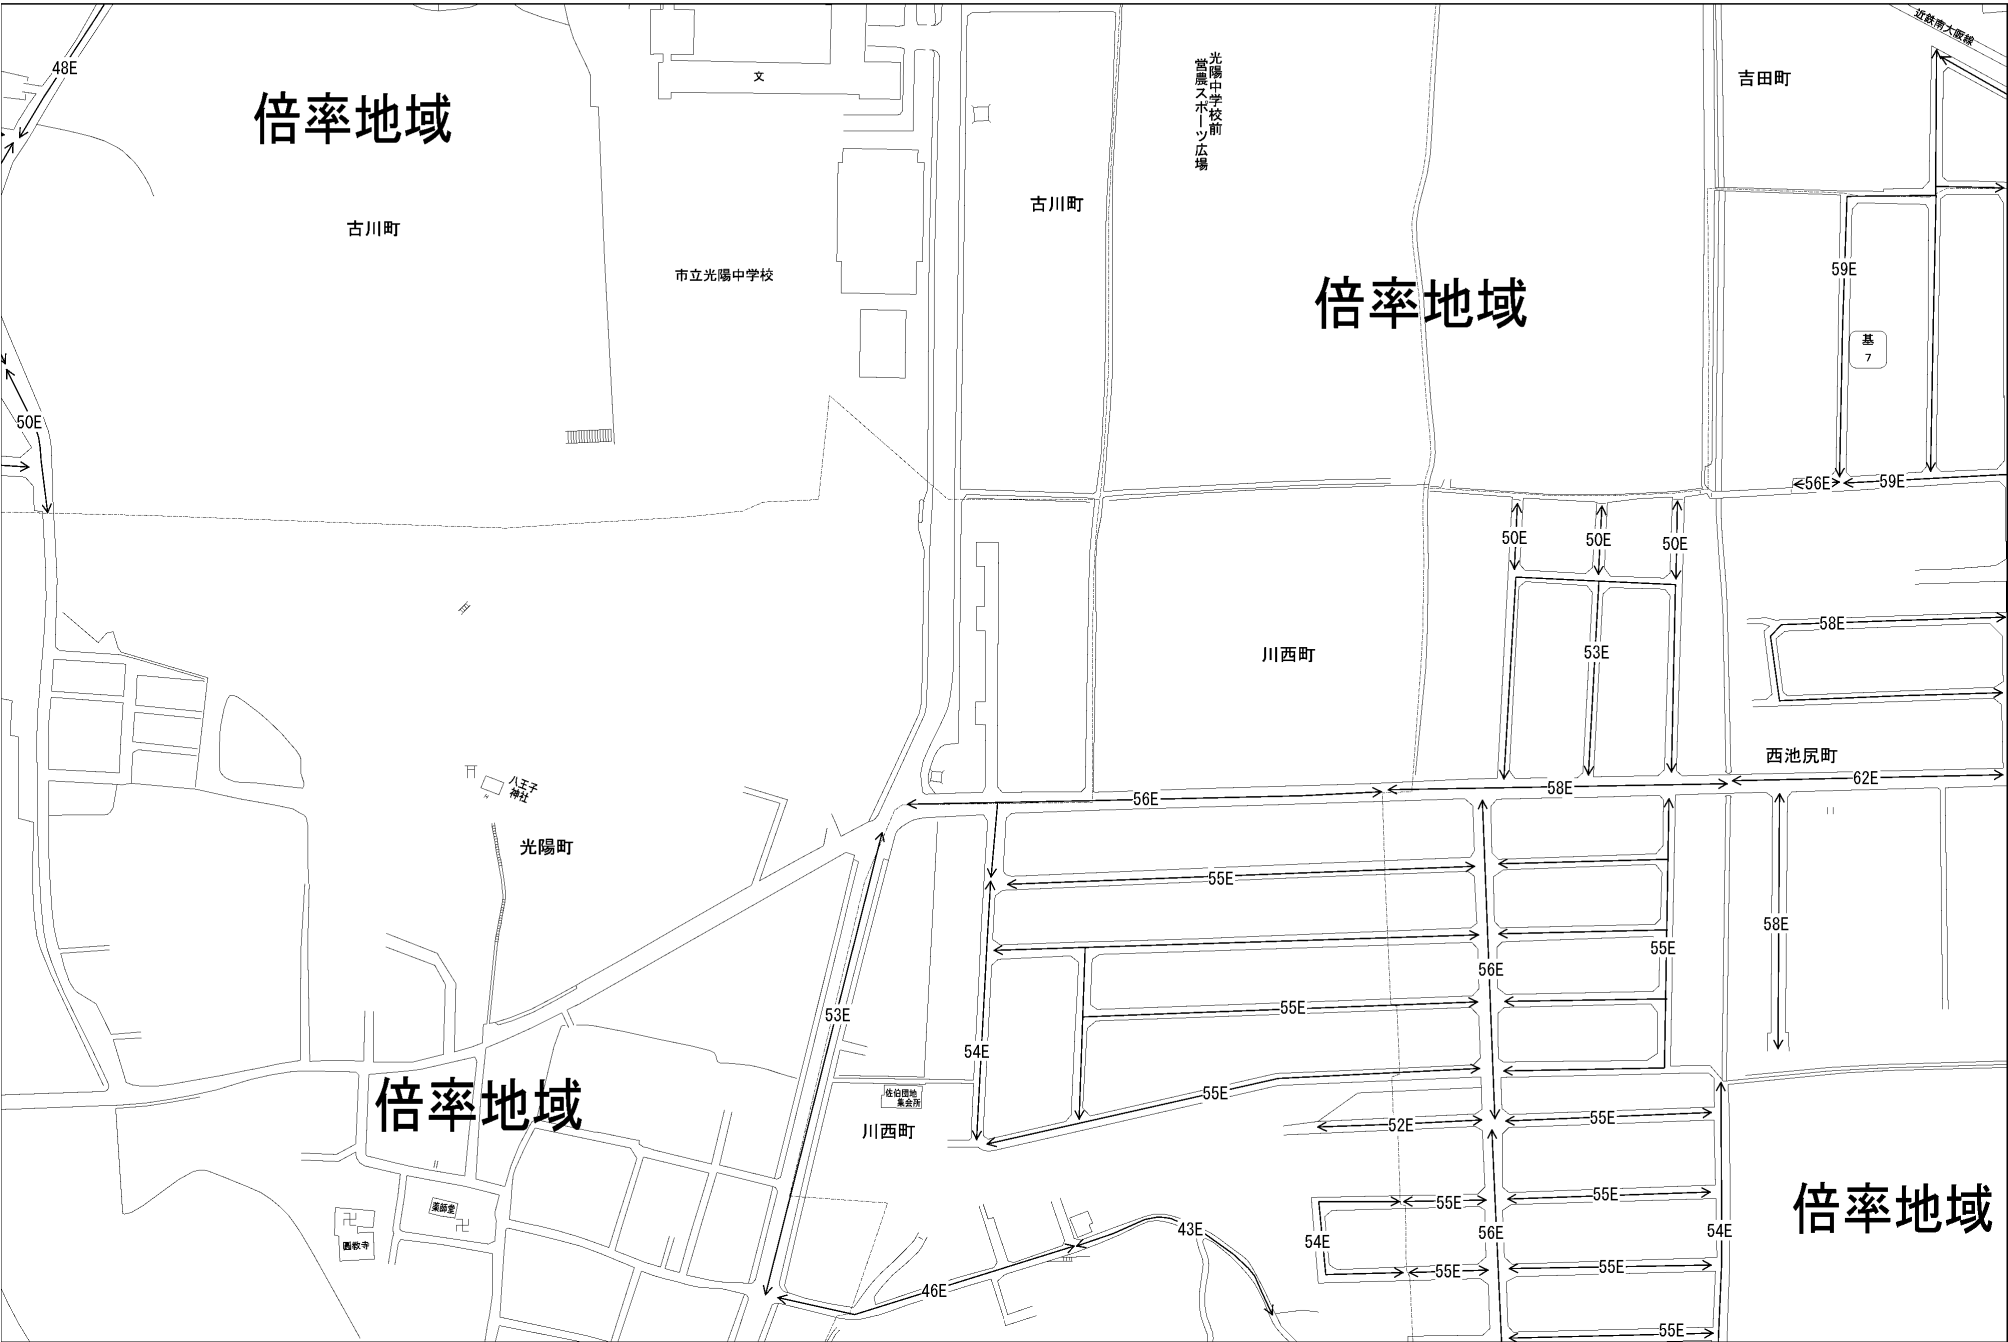 近鉄南大阪線
48E
文
光陽中学校前
営農スポーツ広場
吉田町
倍率地域
古川町
古川町
市立光陽中学校
59E
倍率地域
基
7
50E
56E
59E
50E
50E
50E
58E
53E
川西町
西池尻町
62E
58E
56E
八王子
神社
光陽町
55E
58E
55E
56E
55E
53E
54E
55E
佐伯団地
集会所
倍率地域
川西町
52E
55E
薬師堂
圓教寺
55E
55E
倍率地域
43E
54E
56E
54E
55E
55E
46E
55E